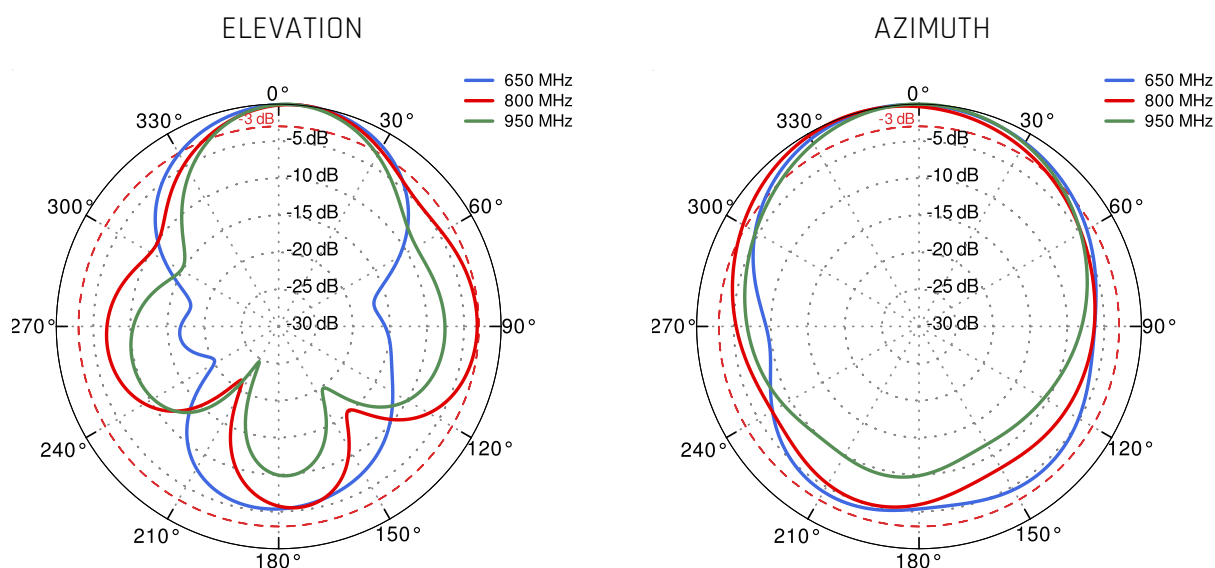 ELEVATION
650 MHz
800 MHz
950 MHz
0°
30°
60°
90°
120°
150°
180°
210°
240°
270°
300°
330°
-3 dB
-5 dB
-10 dB
-15 dB
-20 dB
-25 dB
-30 dB
AZIMUTH
650 MHz
800 MHz
950 MHz
0°
30°
60°
90°
120°
150°
180°
210°
240°
270°
300°
330°
-3 dB
-5 dB
-10 dB
-15 dB
-20 dB
-25 dB
-30 dB